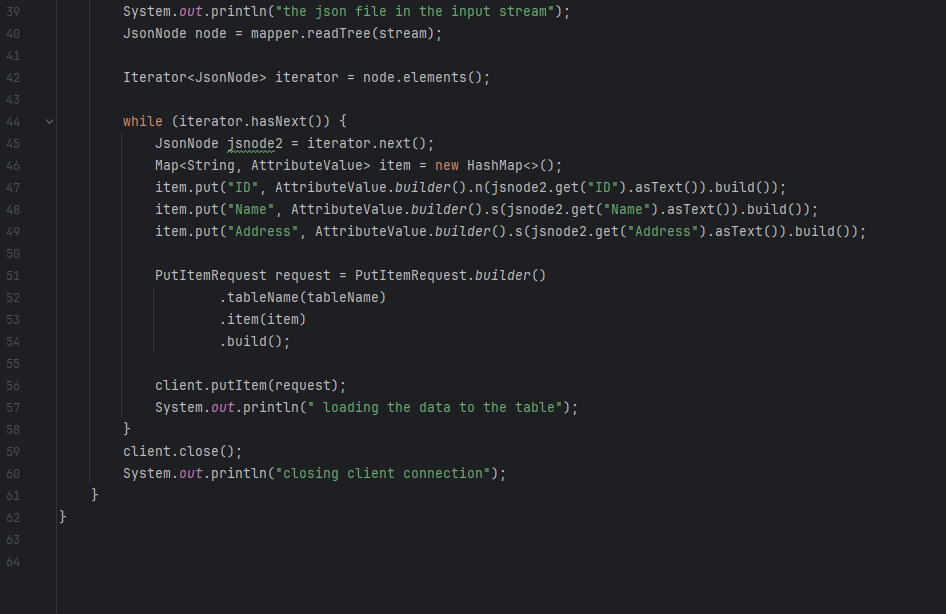 39 System.out.println("the json file in the input stream");
40 JsonNode node = mapper.readTree(stream);
41
42 Iterator<JsonNode> iterator = node.elements();
43
44 while (iterator.hasNext()) {
45 JsonNode jsnode2 = iterator.next();
46 Map<String, AttributeValue> item = new HashMap<>();
47 item.put("ID", AttributeValue.builder().n(jsnode2.get("ID").asText()).build());
48 item.put("Name", AttributeValue.builder().s(jsnode2.get("Name").asText()).build());
49 item.put("Address", AttributeValue.builder().s(jsnode2.get("Address").asText()).build());
50
51 PutItemRequest request = PutItemRequest.builder()
52 .tableName(tableName)
53 .item(item)
54 .build();
55
56 client.putItem(request);
57 System.out.println(" loading the data to the table");
58 }
59 client.close();
60 System.out.println("closing client connection");
61 }
62 }
63
64